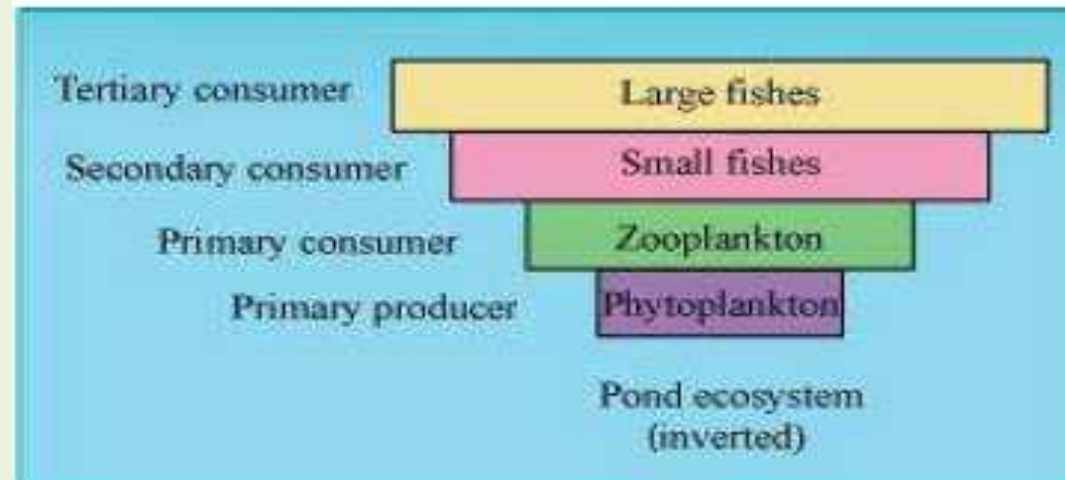 Tertiary consumer Large fishes
Secondary consumer Small fishes
Primary consumer Zooplankton
Primary producer Phytoplankton
Pond ecosystem
(inverted)